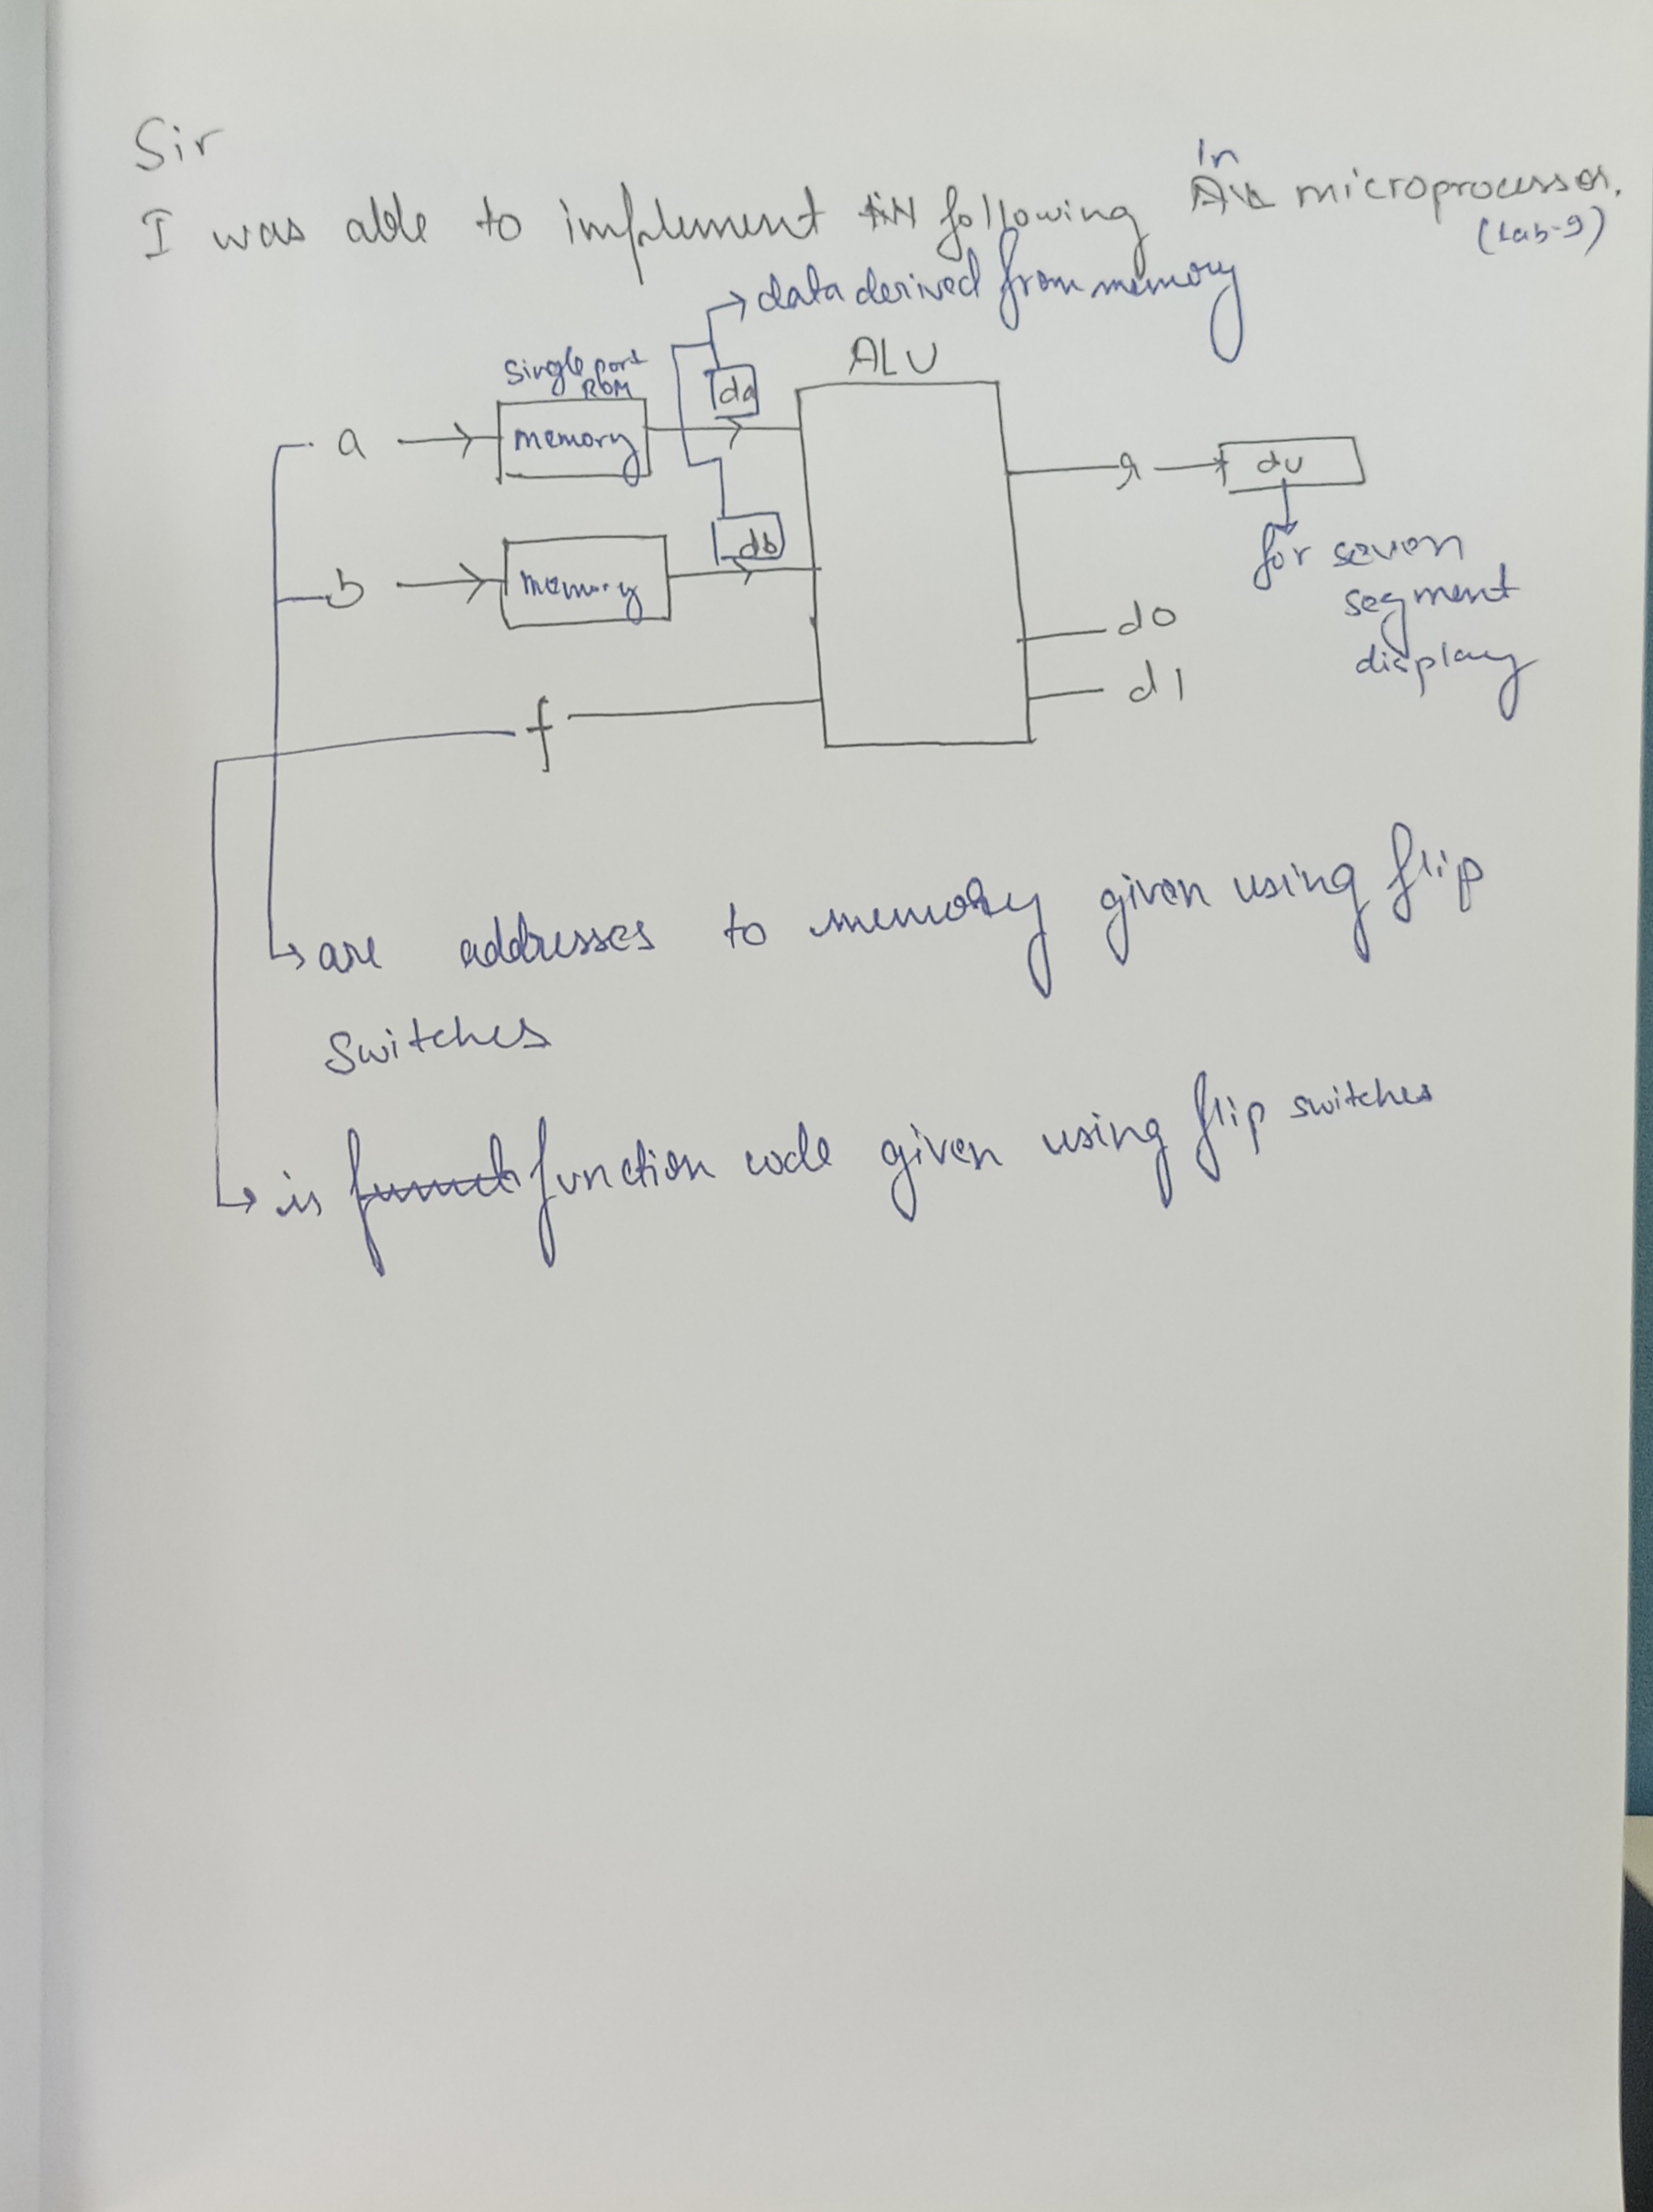 Sir
In
I was able to implement following microprocessor.
(Lab-9)
data derived from memory
ALU
Single port
ROM
da
a
memory
r
du
db
b
memory
for seven
segment
display
d0
d1
f
are addresses to memory given using flip
switches
is function code given using flip switches